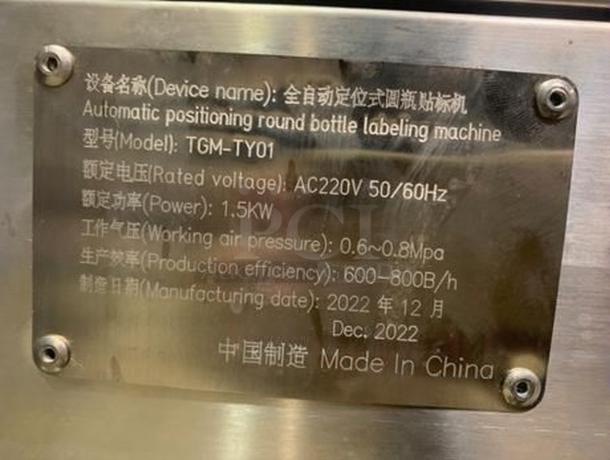 设备名称(Device name): 全自动定位式圆瓶贴标机
Automatic positioning round bottle labeling machine
型号(Model): TGM-TY01
额定电压(Rated voltage): AC220V 50/60Hz
额定功率(Power): 1.5KW
工作气压(Working air pressure): 0.6~0.8Mpa
生产效率(Production efficiency): 600-800B/h
制造日期(Manufacturing date): 2022 年 12 月
Dec. 2022
中国制造 Made In China
PCI